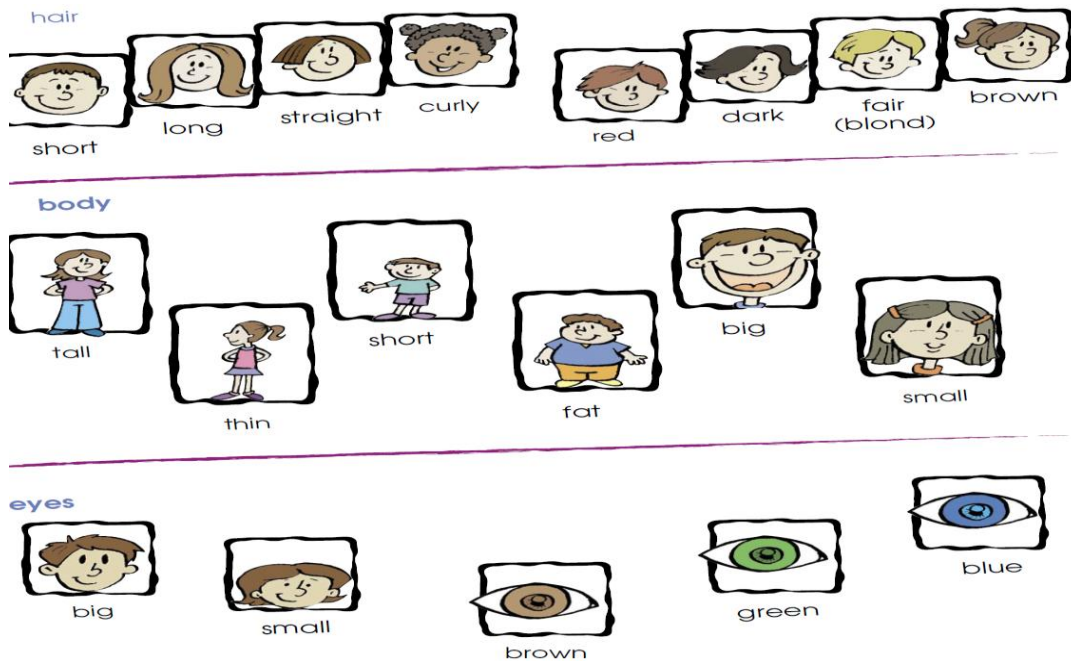 hair
short
long
straight
curly
red
dark
fair
(blond)
brown
body
tall
thin
short
fat
big
small
eyes
big
small
brown
green
blue